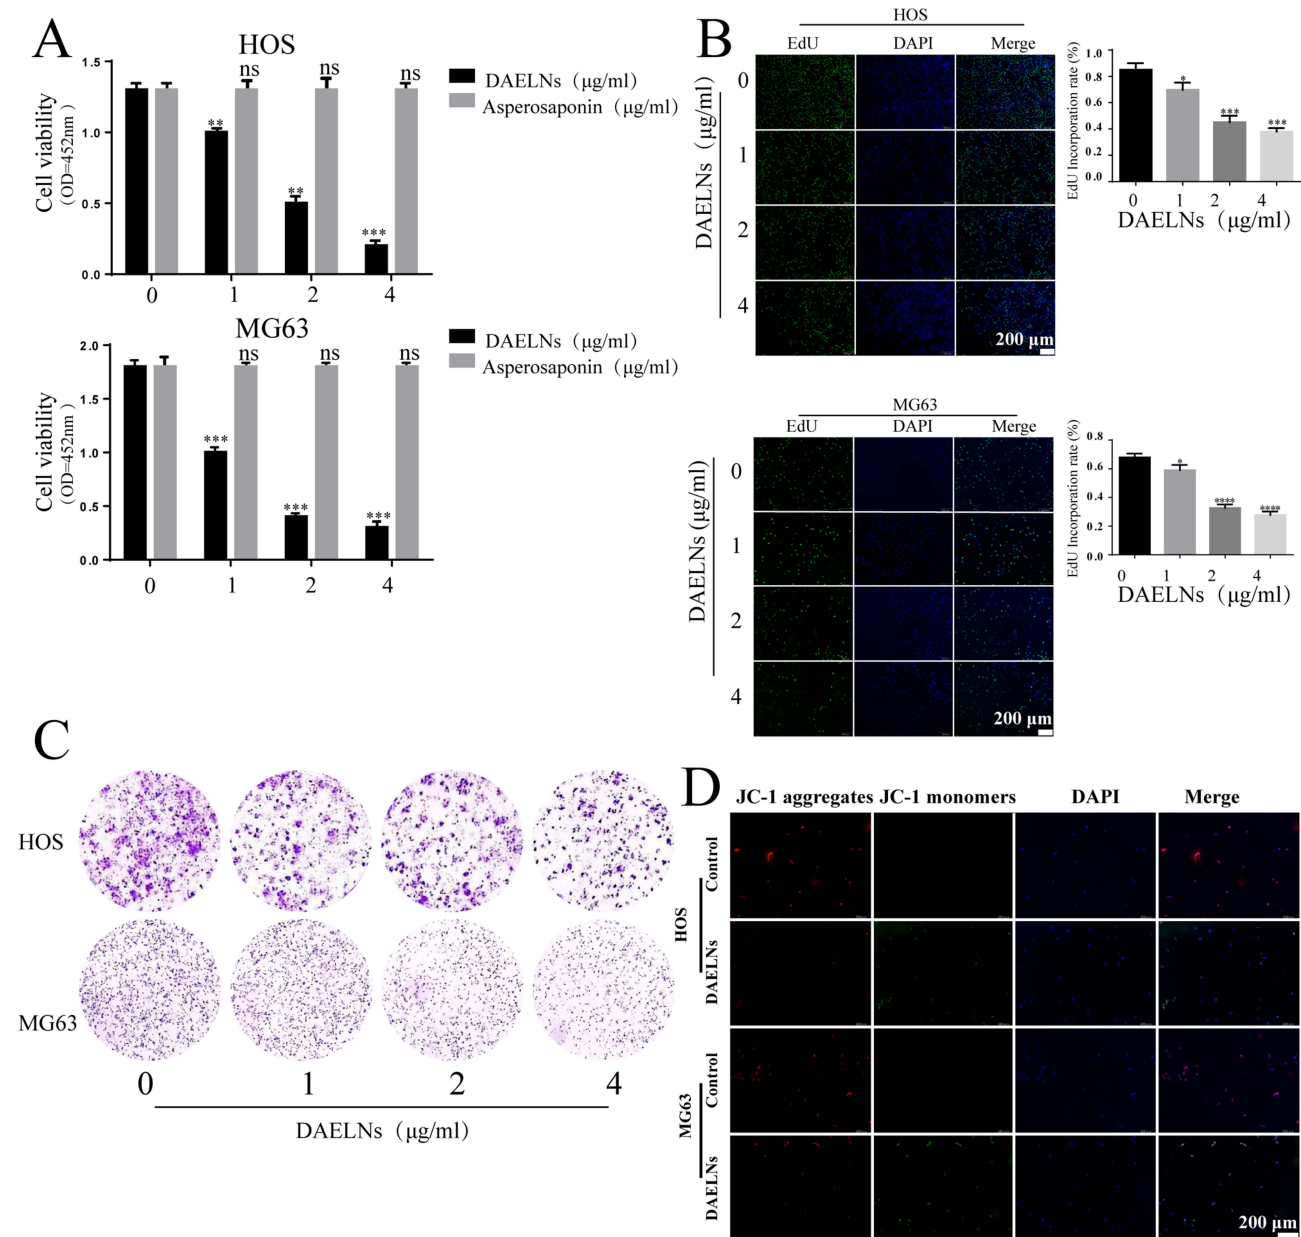 A
HOS
1.5
1.0
0.5
0.0
Cell viability
(OD=452nm)
ns
ns
ns
**
**
***
0 1 2 4
DAELNs (μg/ml)
Asperosaponin (μg/ml)
MG63
2.0
1.5
1.0
0.5
0.0
Cell viability
(OD=452nm)
ns
ns
ns
***
***
***
0 1 2 4
DAELNs (μg/ml)
Asperosaponin (μg/ml)
B
HOS
EdU DAPI Merge
DAELNs (μg/ml)
0
1
2
4
200 μm
EdU Incorporation rate (%)
1.0
0.8
0.6
0.4
0.2
0.0
*
***
***
0 1 2 4
DAELNs (μg/ml)
MG63
EdU DAPI Merge
DAELNs (μg/ml)
0
1
2
4
200 μm
EdU Incorporation rate (%)
0.8
0.6
0.4
0.2
0.0
*
****
****
0 1 2 4
DAELNs (μg/ml)
C
HOS
MG63
0 1 2 4
DAELNs (μg/ml)
D
JC-1 aggregates JC-1 monomers DAPI Merge
HOS
Control
DAELNs
MG63
Control
DAELNs
200 μm